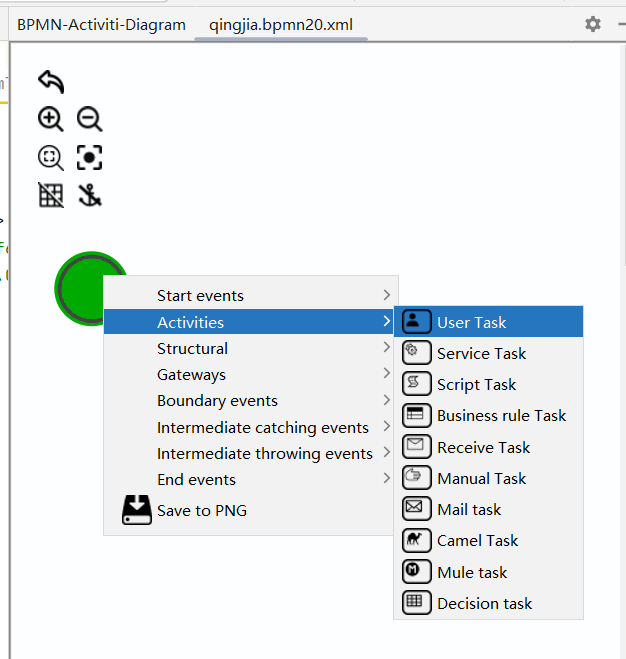 BPMN-Activiti-Diagram qingjia.bpmn20.xml
Start events
Activities
Structural
Gateways
Boundary events
Intermediate catching events
Intermediate throwing events
End events
Save to PNG
User Task
Service Task
Script Task
Business rule Task
Receive Task
Manual Task
Mail task
Camel Task
Mule task
Decision task